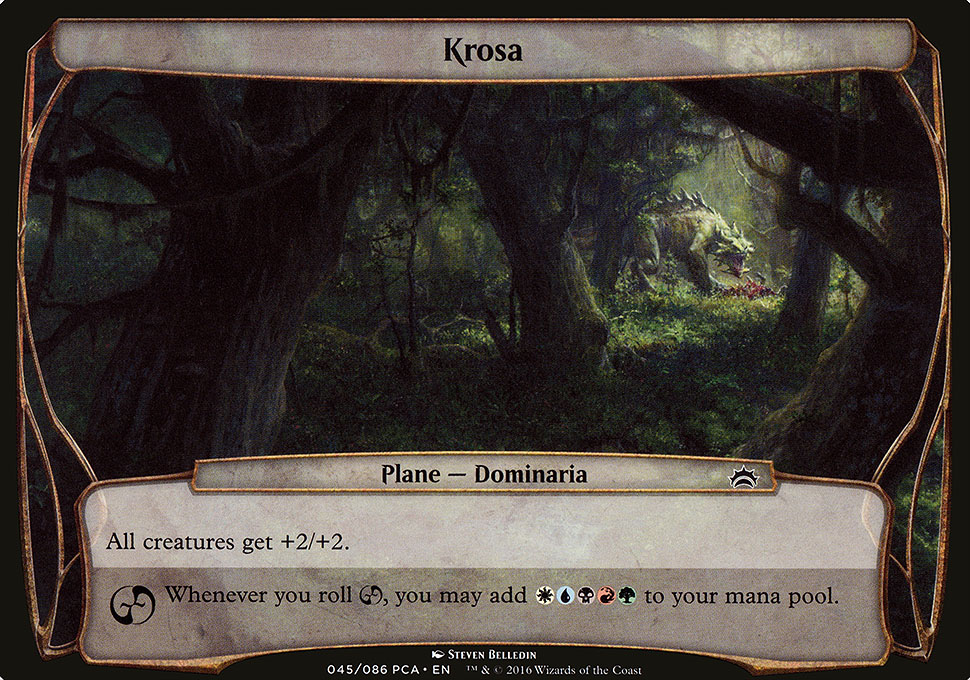 Krosa
Plane — Dominaria
All creatures get +2/+2.
Whenever you roll , you may add to your mana pool.
Steven Belledin
045/086 PCA • EN ™ & © 2016 Wizards of the Coast